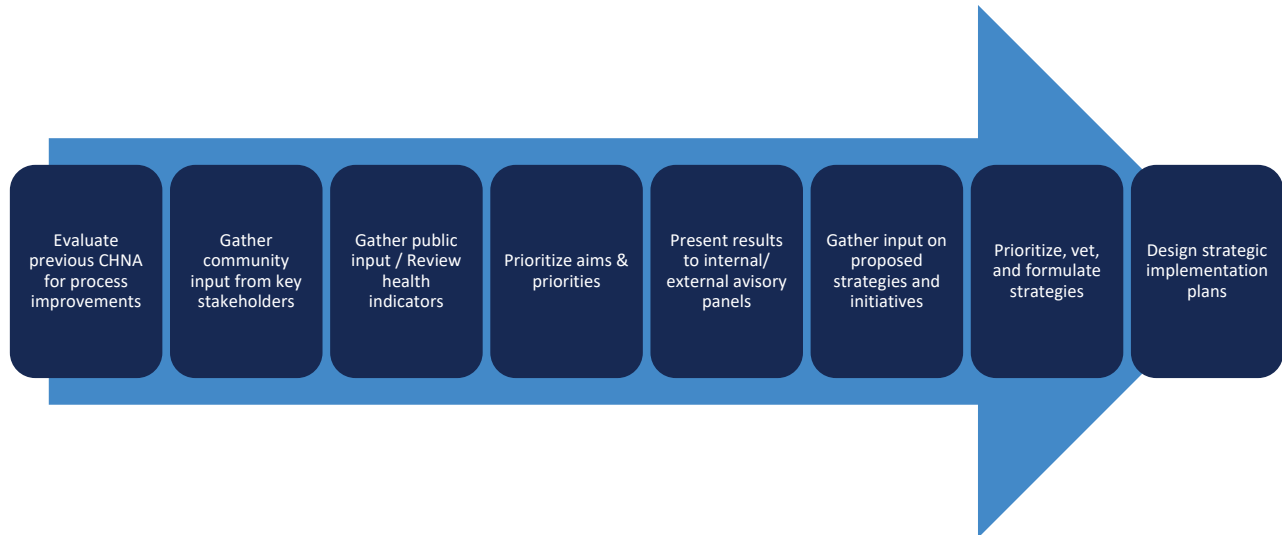 Evaluate
previous CHNA
for process
improvements
Gather
community
input from key
stakeholders
Gather public
input / Review
health
indicators
Prioritize aims &
priorities
Present results
to internal/
external avisory
panels
Gather input on
proposed
strategies and
initiatives
Prioritize, vet,
and formulate
strategies
Design strategic
implementation
plans